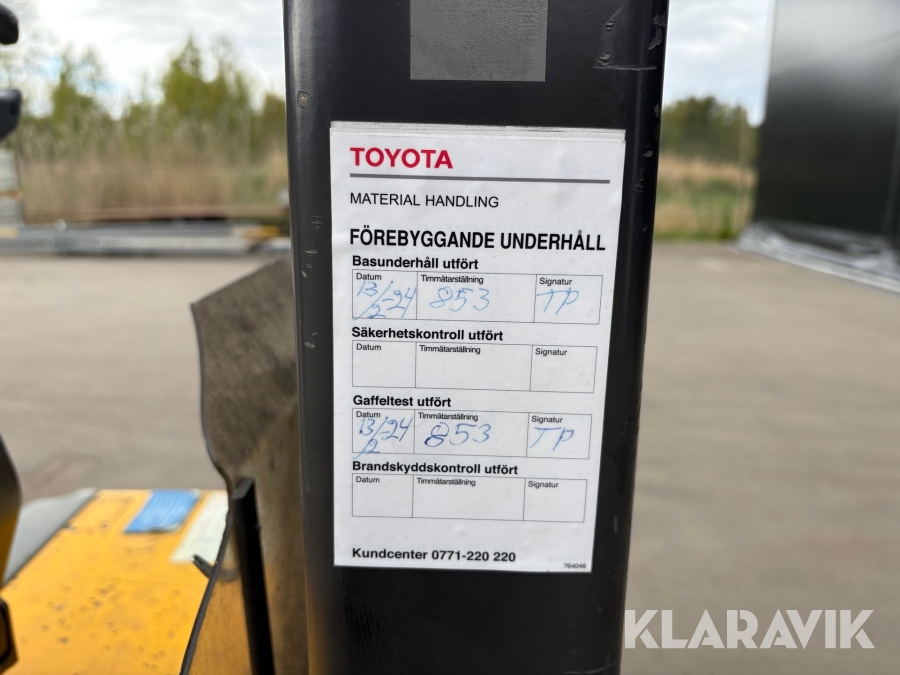 TOYOTA
MATERIAL HANDLING
FÖREBYGGANDE UNDERHÅLL
Basunderhåll utfört
Datum Timmätarställning Signatur
13/2-24 853 TP
Säkerhetskontroll utfört
Datum Timmätarställning Signatur
Gaffeltest utfört
Datum Timmätarställning Signatur
13/2-24 853 TP
Brandskyddskontroll utfört
Datum Timmätarställning Signatur
Kundcenter 0771-220 220
764046
KLARAVIK